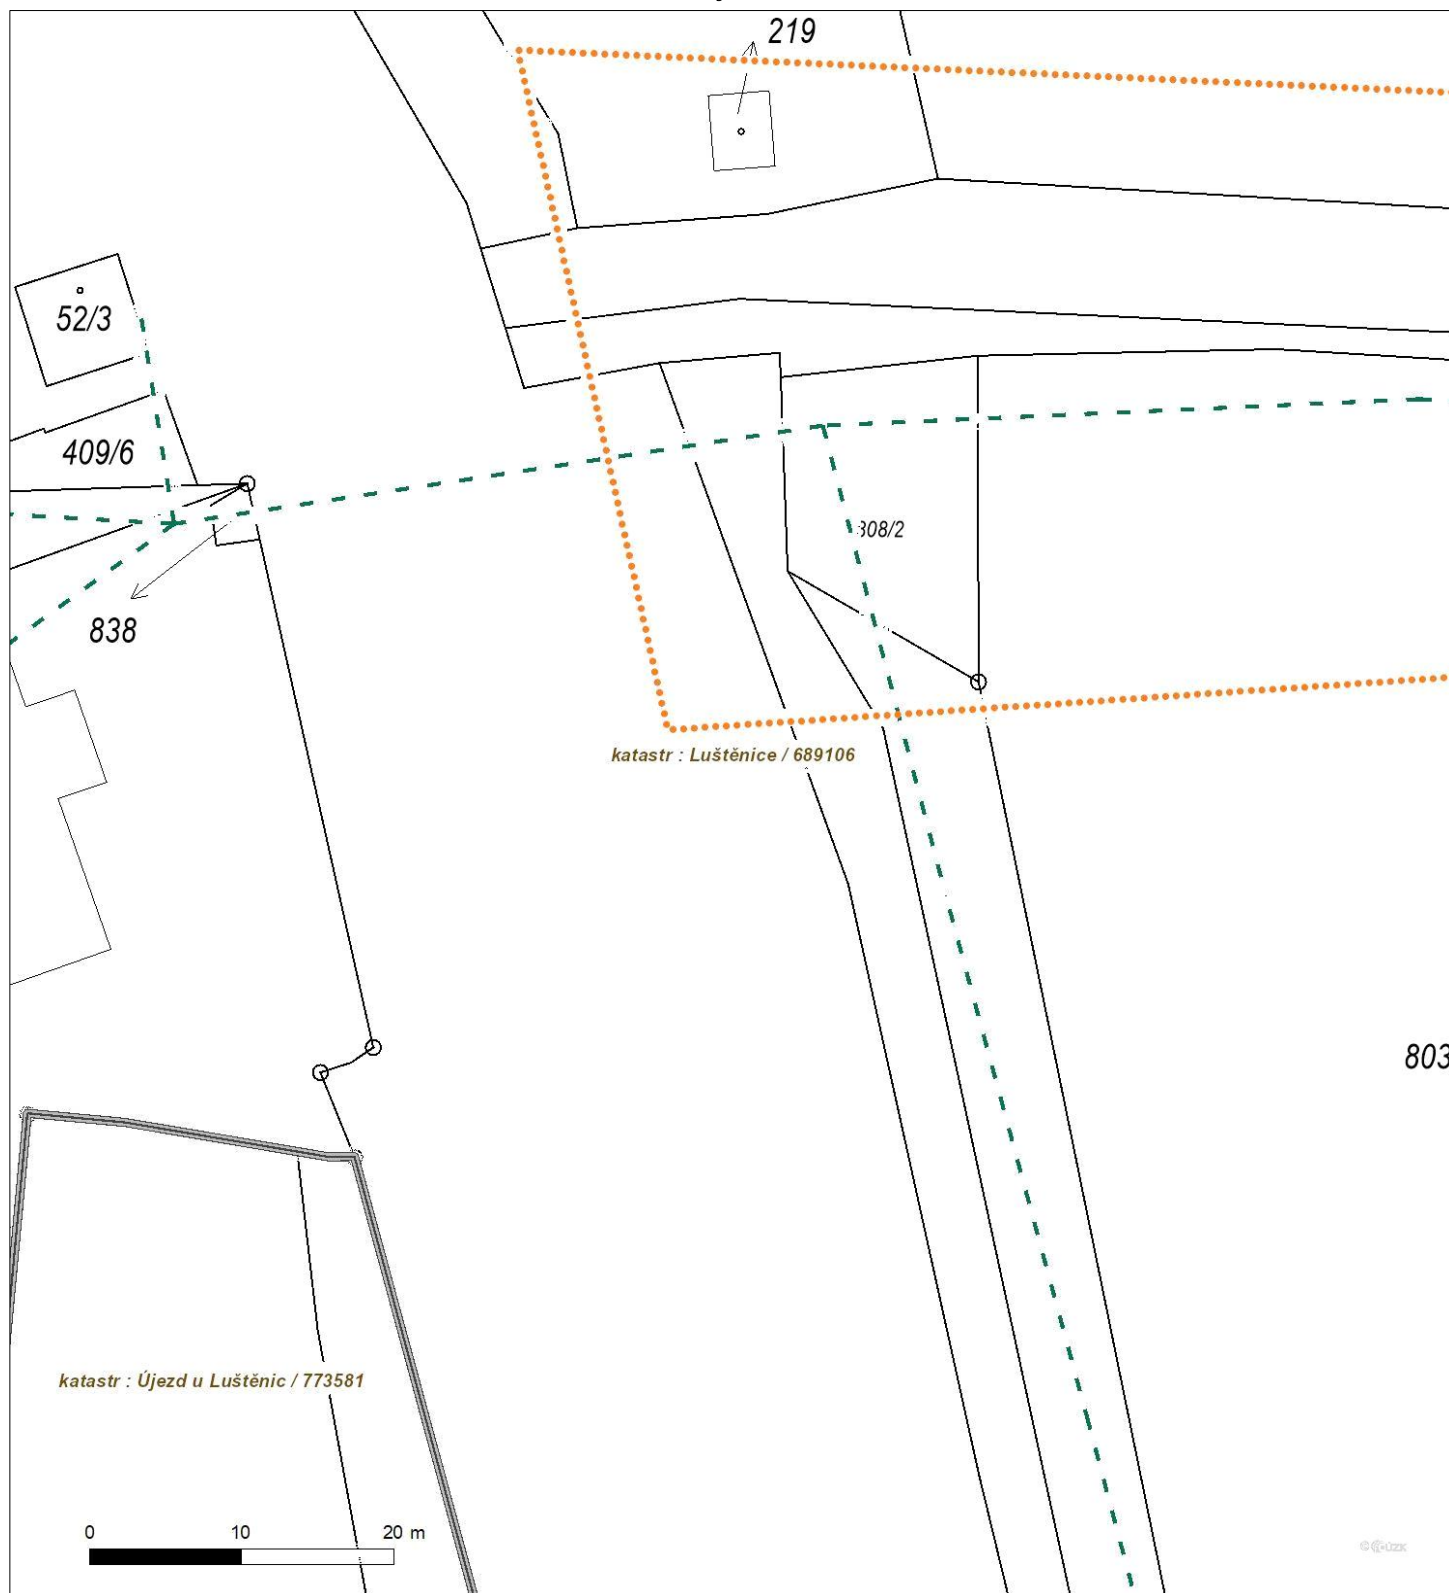 219
52/3
409/6
308/2
838
katastr : Luštěnice / 689106
803
katastr : Újezd u Luštěnic / 773581
0 10 20 m
© ČÚZK